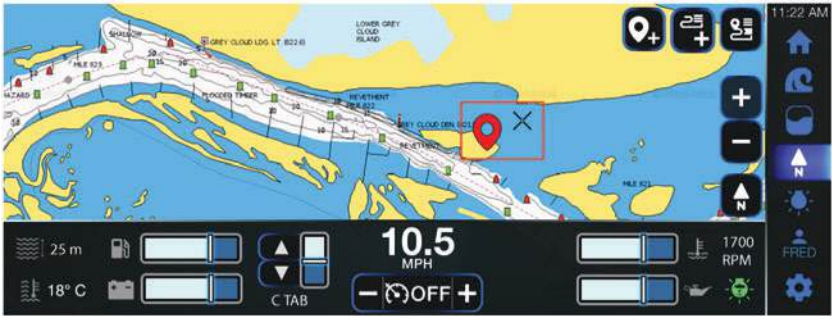 11:22 AM
LOWER GREY
CLOUD
ISLAND
SHALLOW
GREY CLOUD LDG. LT. (822.6)
MILE 823
HAZARD
FLOODED TIMBER
REVETMENT
MILE 822
GREY CLOUD DBN. (821.
REVETMENT
MILE 821
N
N
25 m
18° C
C TAB
10.5
MPH
OFF
1700
RPM
FRED